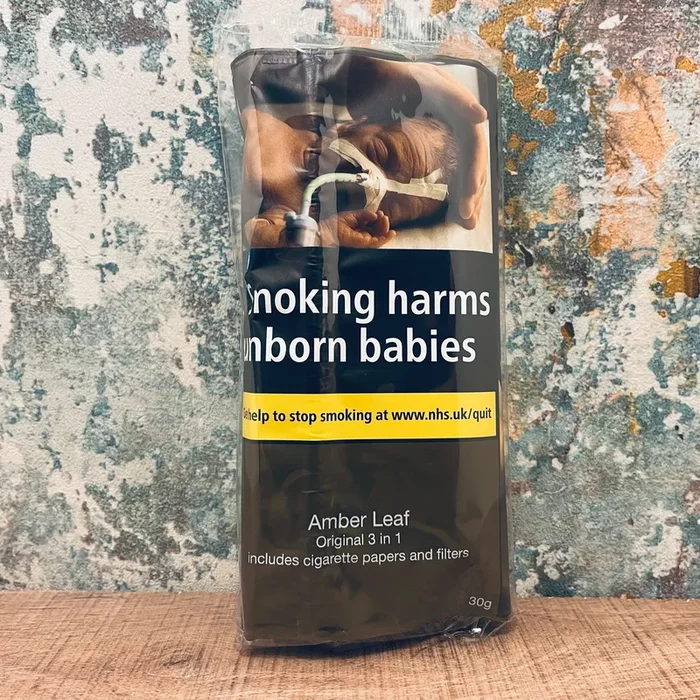 Smoking harms
unborn babies
Get help to stop smoking at www.nhs.uk/quit
Amber Leaf
Original 3 in 1
includes cigarette papers and filters
30g